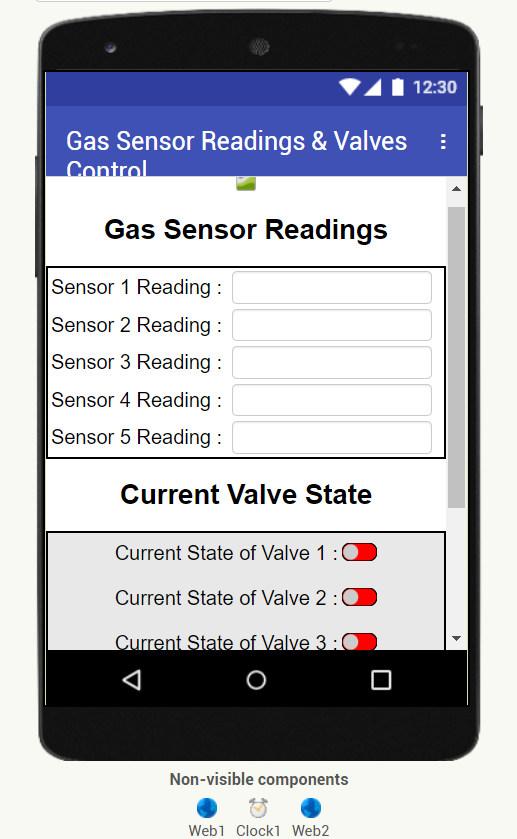 12:30
Gas Sensor Readings & Valves
Control
Gas Sensor Readings
Sensor 1 Reading :
Sensor 2 Reading :
Sensor 3 Reading :
Sensor 4 Reading :
Sensor 5 Reading :
Current Valve State
Current State of Valve 1 :
Current State of Valve 2 :
Current State of Valve 3 :
Non-visible components
Web1 Clock1 Web2